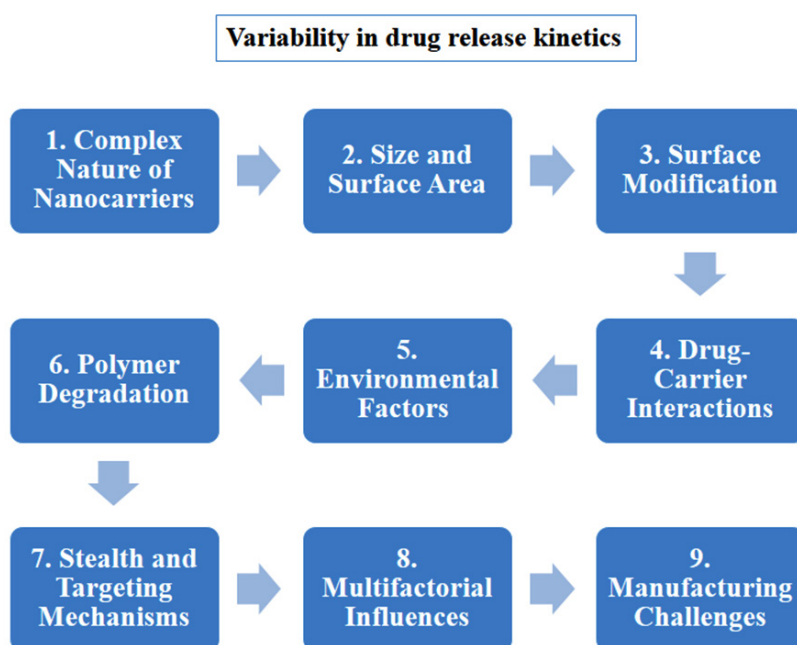 Variability in drug release kinetics
1. Complex
Nature of
Nanocarriers
2. Size and
Surface Area
3. Surface
Modification
4. Drug-
Carrier
Interactions
5.
Environmental
Factors
6. Polymer
Degradation
7. Stealth and
Targeting
Mechanisms
8.
Multifactorial
Influences
9.
Manufacturing
Challenges